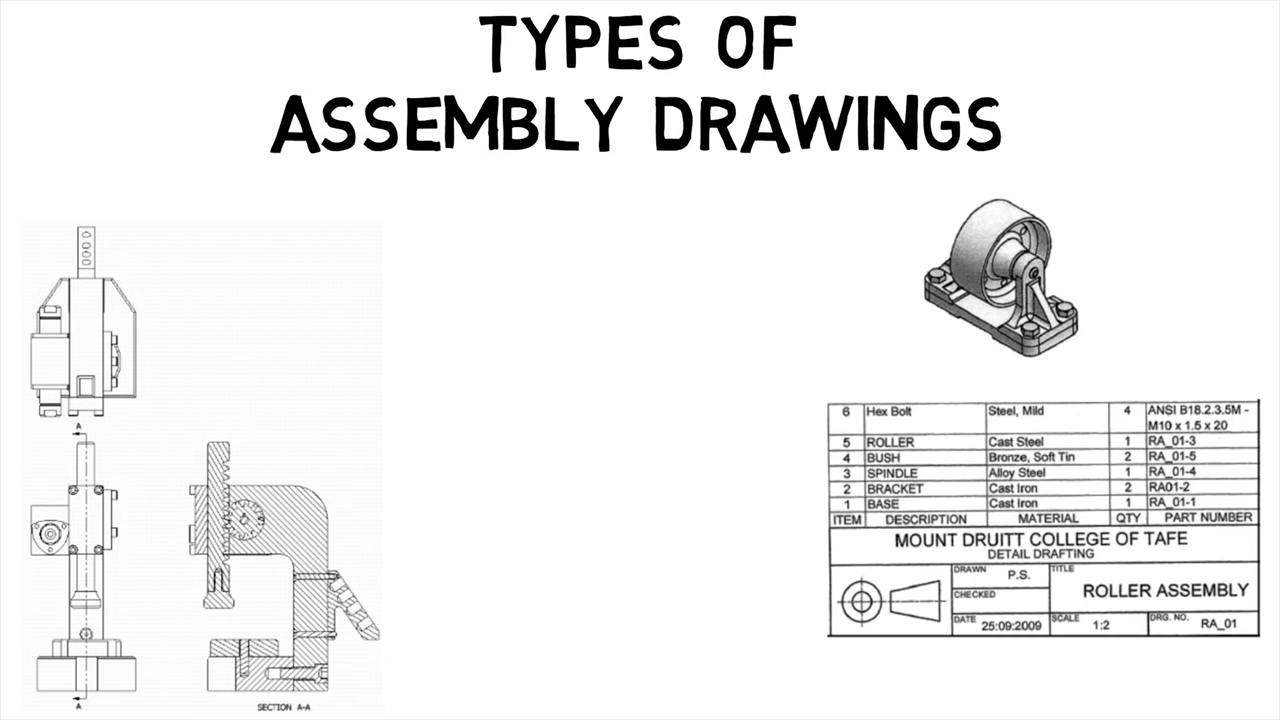 TYPES OF
ASSEMBLY DRAWINGS
A
A
SECTION A-A
6 Hex Bolt Steel, Mild 4 ANSI B18.2.3.5M -
M10 x 1.5 x 20
5 ROLLER Cast Steel 1 RA_01-3
4 BUSH Bronze, Soft Tin 2 RA_01-5
3 SPINDLE Alloy Steel 1 RA_01-4
2 BRACKET Cast Iron 2 RA01-2
1 BASE Cast Iron 1 RA_01-1
ITEM DESCRIPTION MATERIAL QTY PART NUMBER
MOUNT DRUITT COLLEGE OF TAFE
DETAIL DRAFTING
DRAWN P.S. TITLE
CHECKED ROLLER ASSEMBLY
DATE 25:09:2009 SCALE 1:2 DRG. NO. RA_01